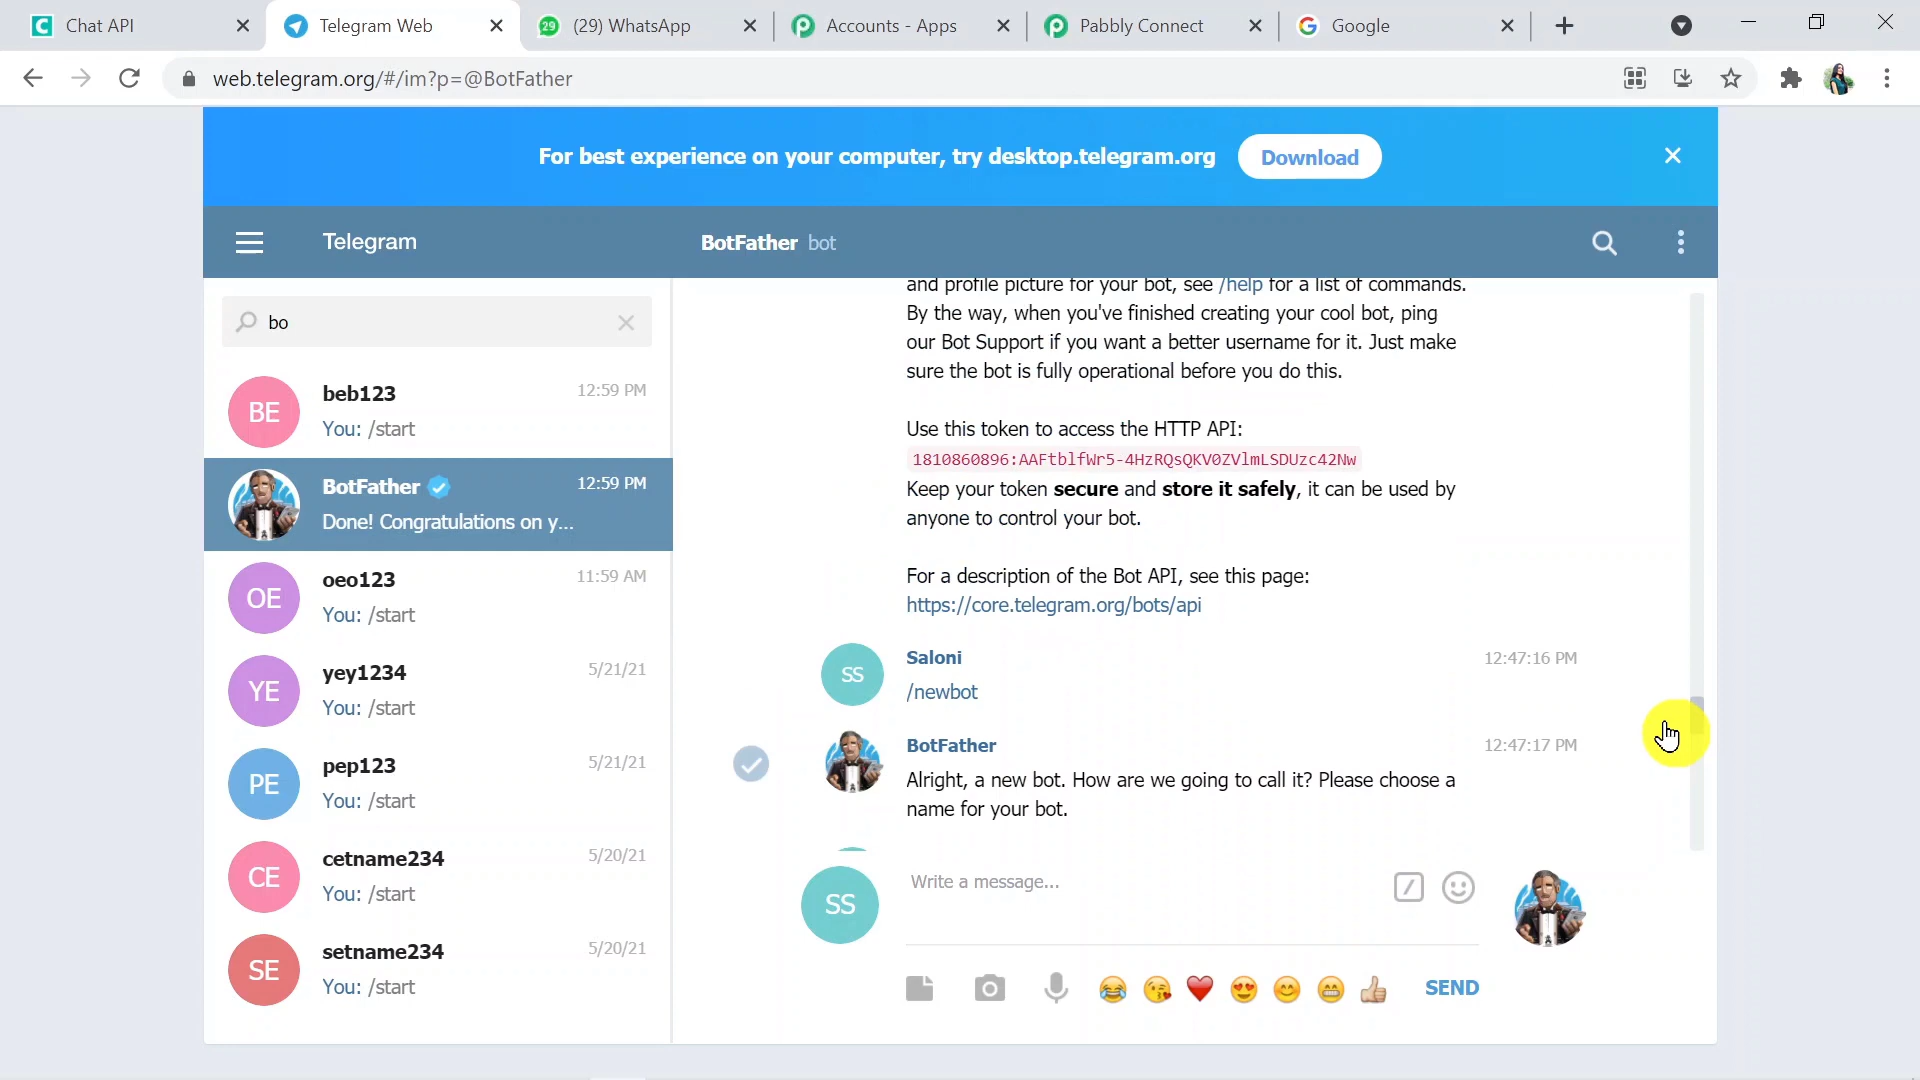 Chat API
Telegram Web
29
(29) WhatsApp
Accounts - Apps
Pabbly Connect
Google
web.telegram.org/#/im?p=@BotFather
For best experience on your computer, try desktop.telegram.org
Download
Telegram
BotFather bot
bo
BE
beb123
12:59 PM
You: /start
BotFather
12:59 PM
Done! Congratulations on y...
OE
oeo123
11:59 AM
You: /start
YE
yey1234
5/21/21
You: /start
PE
pep123
5/21/21
You: /start
CE
cetname234
5/20/21
You: /start
SE
setname234
5/20/21
You: /start
and profile picture for your bot, see /help for a list of commands.
By the way, when you've finished creating your cool bot, ping
our Bot Support if you want a better username for it. Just make
sure the bot is fully operational before you do this.
Use this token to access the HTTP API:
1810860896:AAFtblfWr5-4HzRQsQKV0ZVlmLSDUzc42Nw
Keep your token secure and store it safely, it can be used by
anyone to control your bot.
For a description of the Bot API, see this page:
https://core.telegram.org/bots/api
SS
Saloni
12:47:16 PM
/newbot
BotFather
12:47:17 PM
Alright, a new bot. How are we going to call it? Please choose a
name for your bot.
SS
Write a message...
SEND